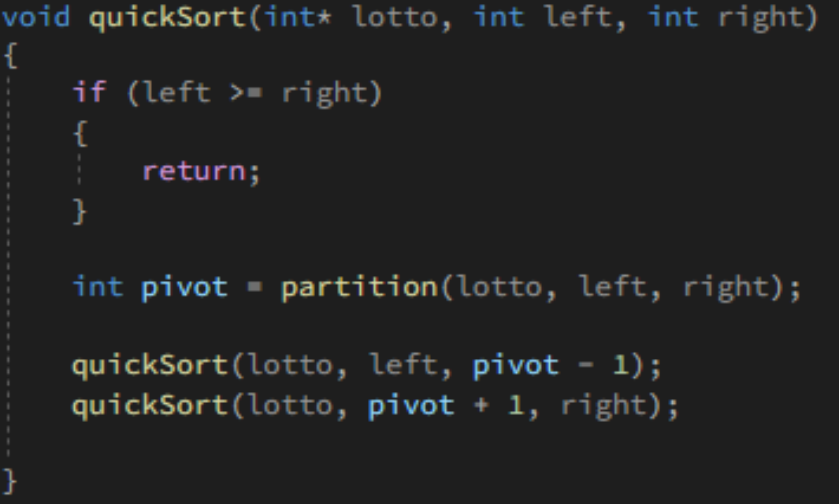 void quickSort(int* lotto, int left, int right)
{
    if (left >= right)
    {
        return;
    }

    int pivot = partition(lotto, left, right);

    quickSort(lotto, left, pivot - 1);
    quickSort(lotto, pivot + 1, right);

}